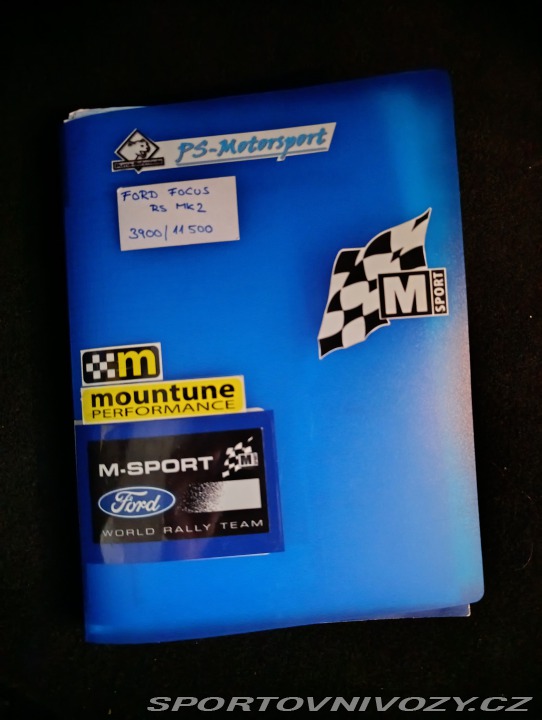 PS-Motorsport
FORD FOCUS
RS MK2
3900/11500
M
SPORT
m
mountune
PERFORMANCE
M-SPORT
M
Ford
WORLD RALLY TEAM
SPORTOVNIVOZY.CZ